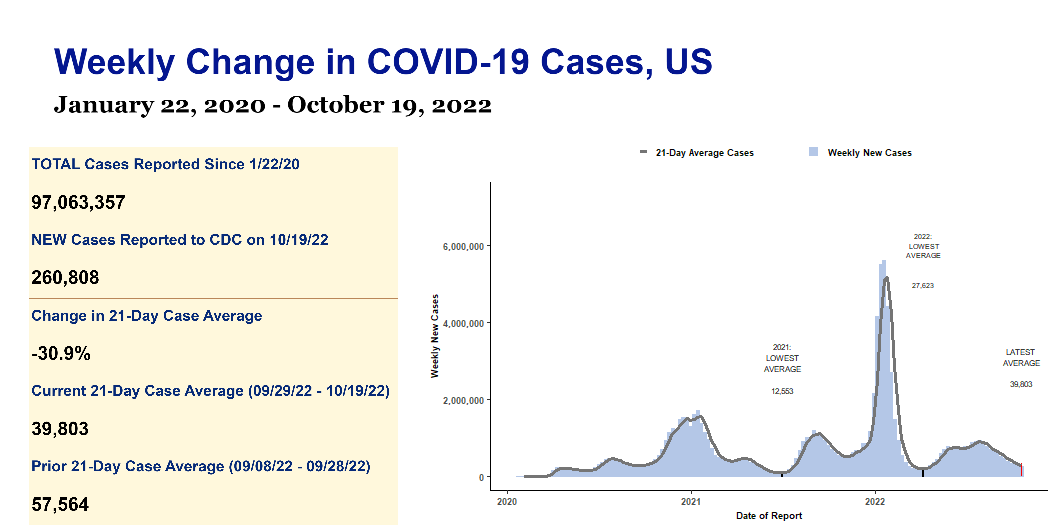 Weekly Change in COVID-19 Cases, US
January 22, 2020 - October 19, 2022
TOTAL Cases Reported Since 1/22/20
97,063,357
NEW Cases Reported to CDC on 10/19/22
260,808
Change in 21-Day Case Average
-30.9%
Current 21-Day Case Average (09/29/22 - 10/19/22)
39,803
Prior 21-Day Case Average (09/08/22 - 09/28/22)
57,564
21-Day Average Cases
Weekly New Cases
Weekly New Cases
6,000,000
4,000,000
2,000,000
0
2021:
LOWEST
AVERAGE
12,553
2022:
LOWEST
AVERAGE
27,623
LATEST
AVERAGE
39,803
2020
2021
2022
Date of Report